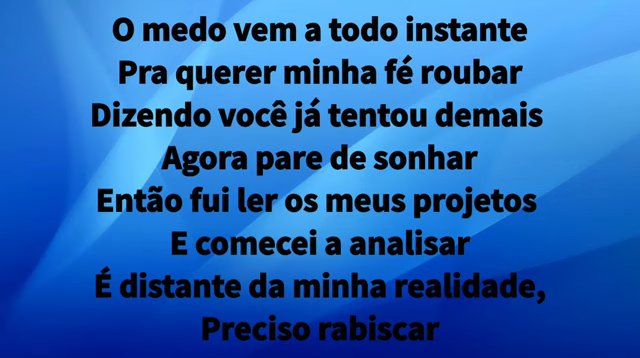 O medo vem a todo instante
Pra querer minha fé roubar
Dizendo você já tentou demais
Agora pare de sonhar
Então fui ler os meus projetos
E comecei a analisar
É distante da minha realidade,
Preciso rabiscar